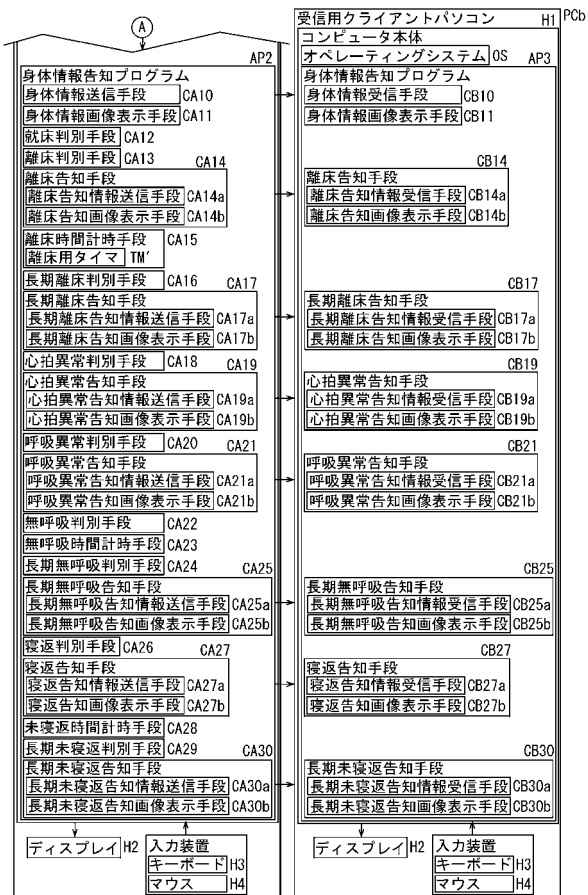 A
AP2
身体情報告知プログラム
身体情報送信手段 CA10
身体情報画像表示手段 CA11
就床判別手段 CA12
離床判別手段 CA13
CA14
離床告知手段
離床告知情報送信手段 CA14a
離床告知画像表示手段 CA14b
離床時間計時手段 CA15
離床用タイマ TM′
長期離床判別手段 CA16
CA17
長期離床告知手段
長期離床告知情報送信手段 CA17a
長期離床告知画像表示手段 CA17b
心拍異常判別手段 CA18
CA19
心拍異常告知手段
心拍異常告知情報送信手段 CA19a
心拍異常告知画像表示手段 CA19b
呼吸異常判別手段 CA20
CA21
呼吸異常告知手段
呼吸異常告知情報送信手段 CA21a
呼吸異常告知画像表示手段 CA21b
無呼吸判別手段 CA22
無呼吸時間計時手段 CA23
長期無呼吸判別手段 CA24
CA25
長期無呼吸告知手段
長期無呼吸告知情報送信手段 CA25a
長期無呼吸告知画像表示手段 CA25b
寝返判別手段 CA26
CA27
寝返告知手段
寝返告知情報送信手段 CA27a
寝返告知画像表示手段 CA27b
未寝返時間計時手段 CA28
長期未寝返判別手段 CA29
CA30
長期未寝返告知手段
長期未寝返告知情報送信手段 CA30a
長期未寝返告知画像表示手段 CA30b
ディスプレイ H2
入力装置
キーボード H3
マウス H4
受信用クライアントパソコン H1 PCb
コンピュータ本体
オペレーティングシステム OS AP3
身体情報告知プログラム
身体情報受信手段 CB10
身体情報画像表示手段 CB11
CB14
離床告知手段
離床告知情報受信手段 CB14a
離床告知画像表示手段 CB14b
CB17
長期離床告知手段
長期離床告知情報受信手段 CB17a
長期離床告知画像表示手段 CB17b
CB19
心拍異常告知手段
心拍異常告知情報受信手段 CB19a
心拍異常告知画像表示手段 CB19b
CB21
呼吸異常告知手段
呼吸異常告知情報受信手段 CB21a
呼吸異常告知画像表示手段 CB21b
CB25
長期無呼吸告知手段
長期無呼吸告知情報受信手段 CB25a
長期無呼吸告知画像表示手段 CB25b
CB27
寝返告知手段
寝返告知情報受信手段 CB27a
寝返告知画像表示手段 CB27b
CB30
長期未寝返告知手段
長期未寝返告知情報受信手段 CB30a
長期未寝返告知画像表示手段 CB30b
ディスプレイ H2
入力装置
キーボード H3
マウス H4